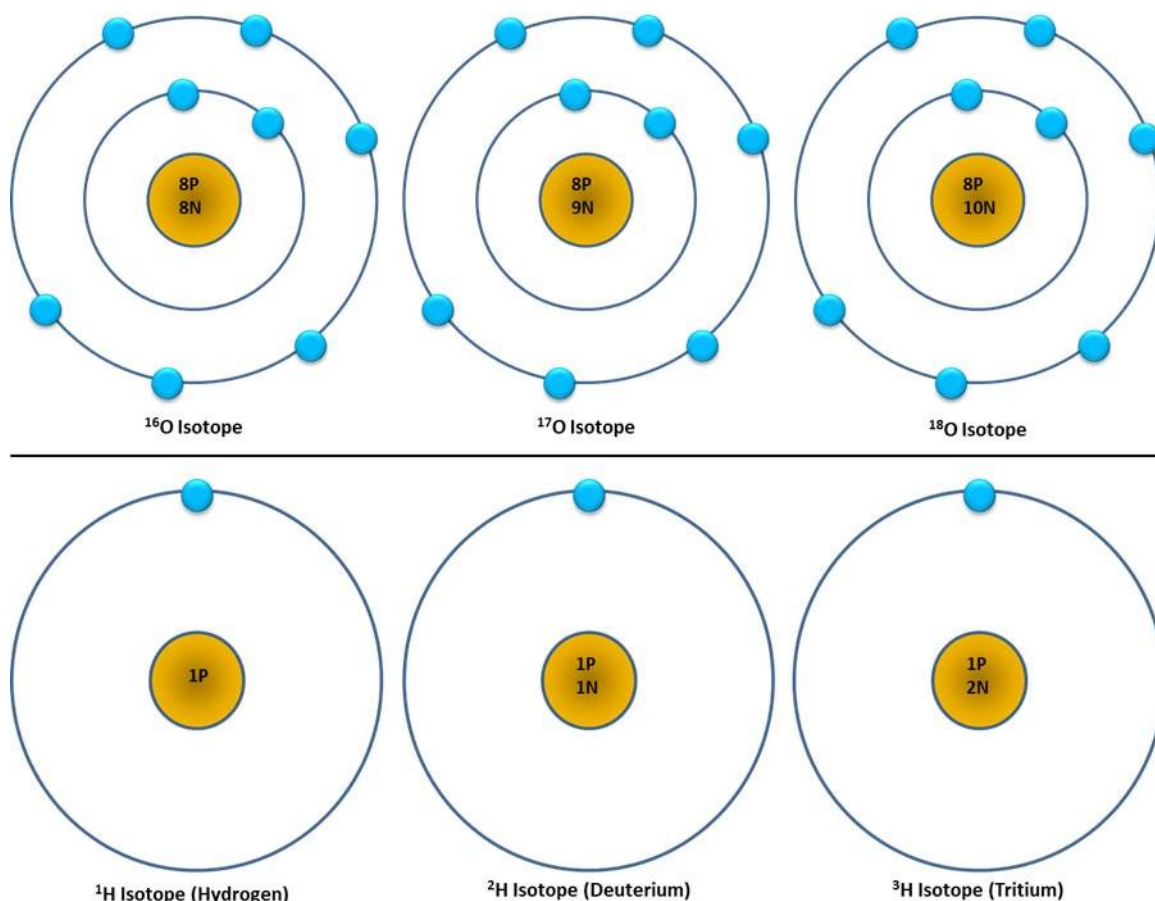 8P
8N
8P
9N
8P
10N
¹⁶O Isotope
¹⁷O Isotope
¹⁸O Isotope
1P
1P
1N
1P
2N
¹H Isotope (Hydrogen)
²H Isotope (Deuterium)
³H Isotope (Tritium)